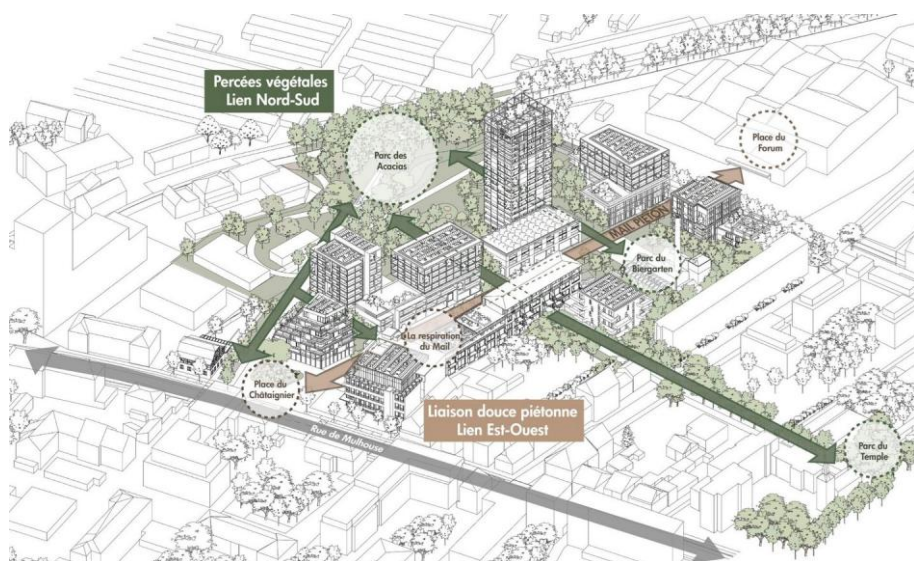 Percées végétales
Lien Nord-Sud
Parc des
Acacias
Place du
Forum
MAIL PIÉTON
Parc du
Biergarten
La respiration
du Mail
Place du
Châtaignier
Liaison douce piétonne
Lien Est-Ouest
Rue de Mulhouse
Parc du
Temple